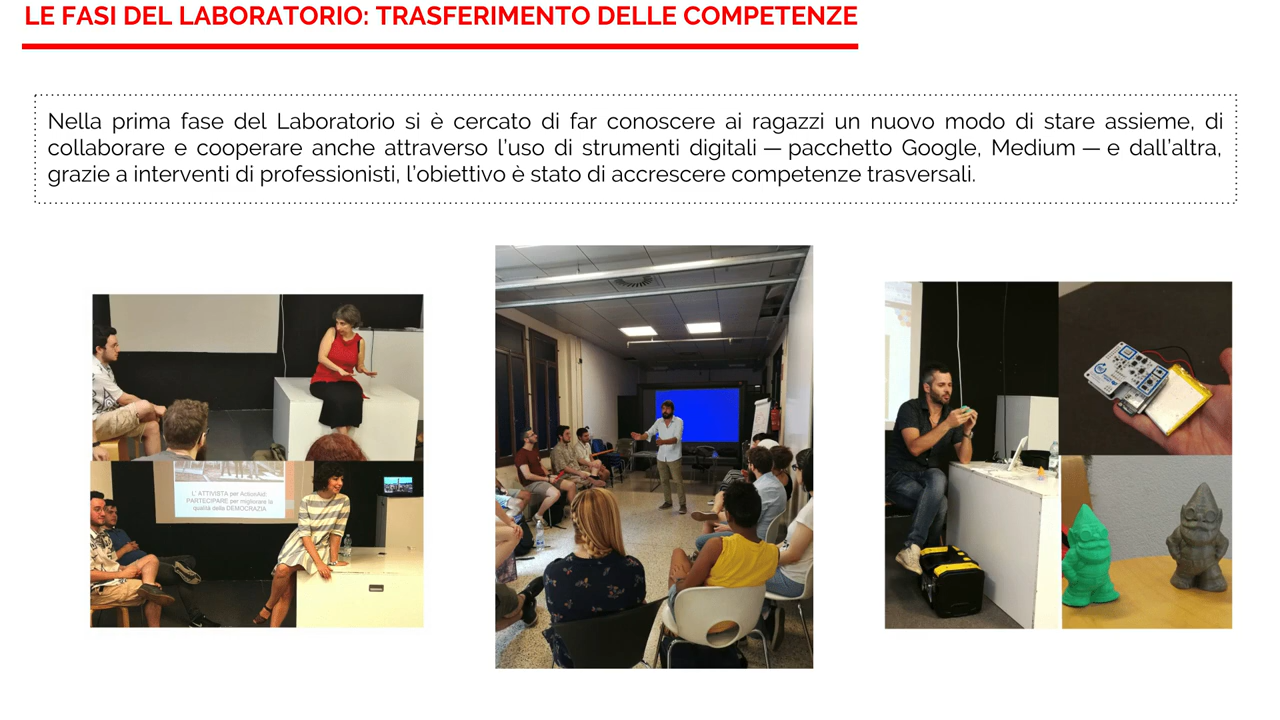 LE FASI DEL LABORATORIO: TRASFERIMENTO DELLE COMPETENZE
Nella prima fase del Laboratorio si è cercato di far conoscere ai ragazzi un nuovo modo di stare assieme, di
collaborare e cooperare anche attraverso l'uso di strumenti digitali — pacchetto Google, Medium — e dall'altra,
grazie a interventi di professionisti, l'obiettivo è stato di accrescere competenze trasversali.
L' ATTIVISTA per ActionAid:
PARTECIPARE per migliorare la
qualità della DEMOCRAZIA